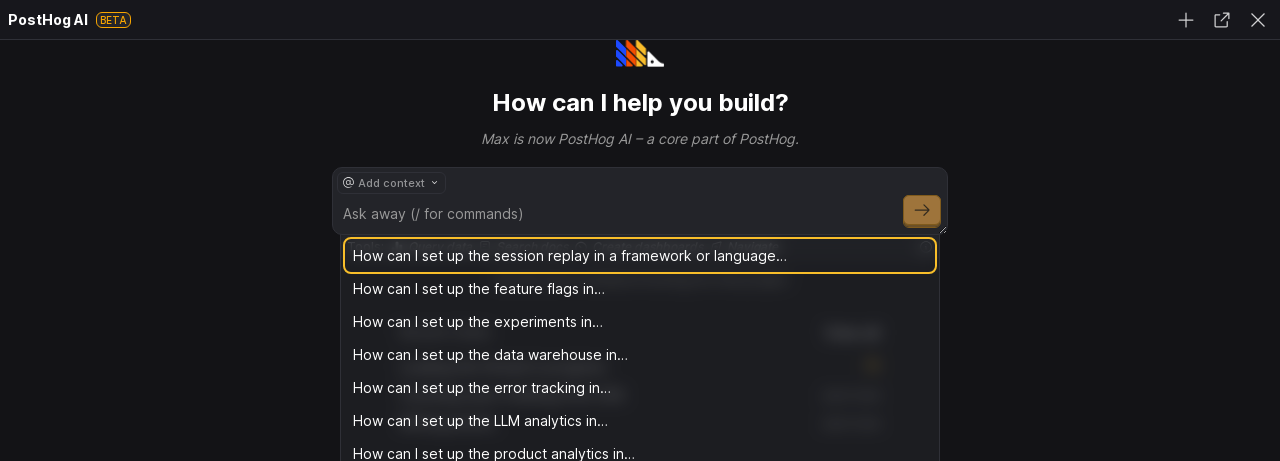 PostHog AI BETA
How can I help you build?
Max is now PostHog AI – a core part of PostHog.
@ Add context
Ask away (/ for commands)
How can I set up the session replay in a framework or language…
How can I set up the feature flags in…
How can I set up the experiments in…
How can I set up the data warehouse in…
How can I set up the error tracking in…
How can I set up the LLM analytics in…
How can I set up the product analytics in…